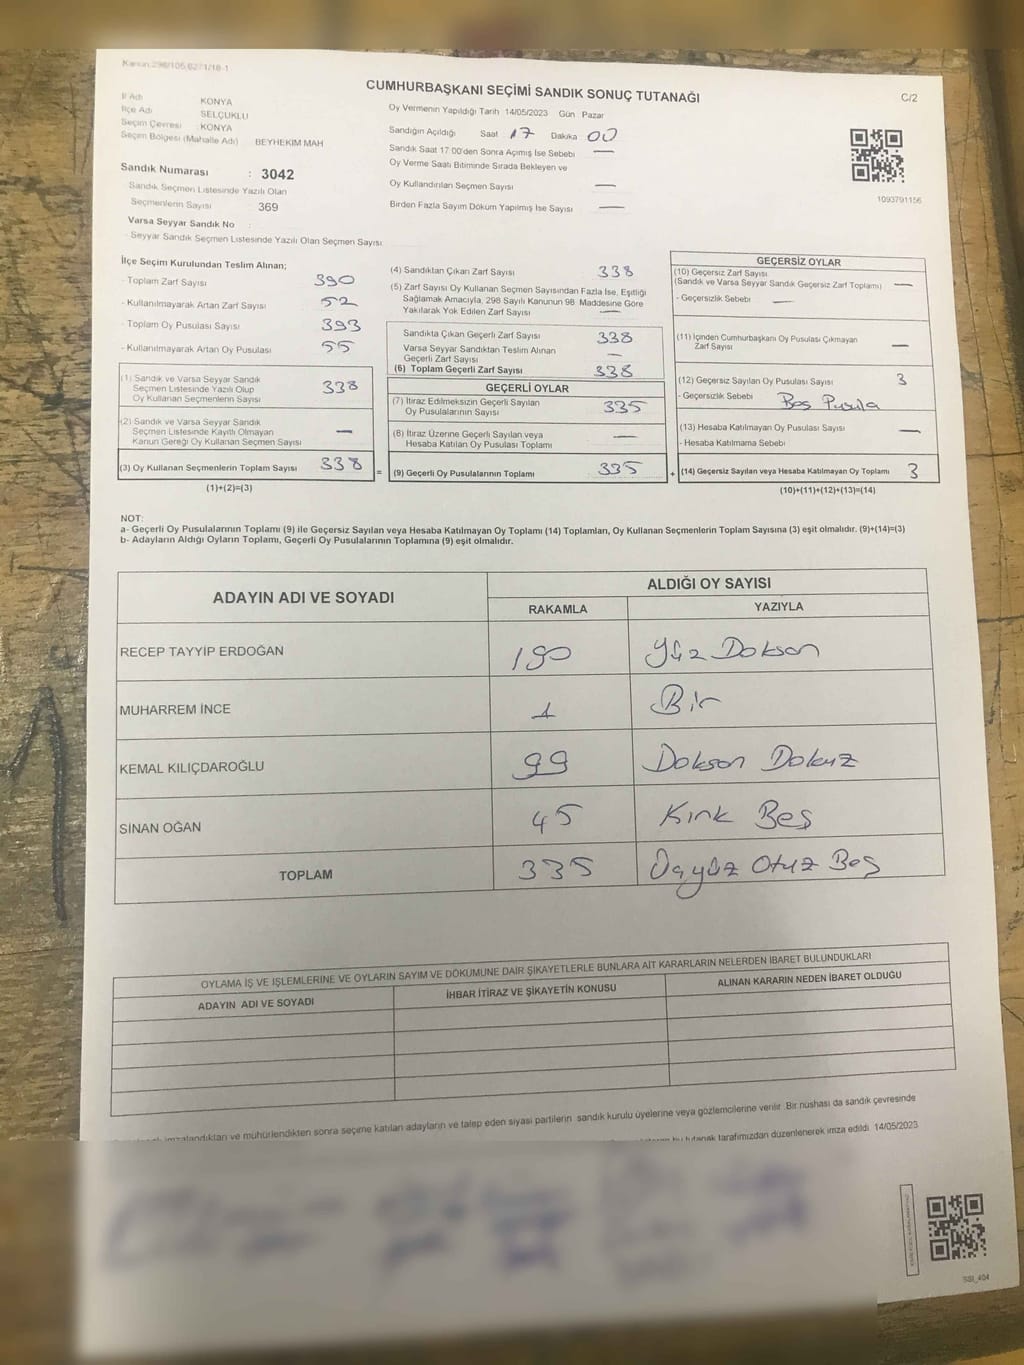 Kanun:298/105,6271/18-1
CUMHURBAŞKANI SEÇİMİ SANDIK SONUÇ TUTANAĞI
C/2
İl Adı KONYA
İlçe Adı SELÇUKLU
Seçim Çevresi : KONYA
Seçim Bölgesi (Mahalle Adı) BEYHEKIM MAH
Oy Vermenin Yapıldığı Tarih 14/05/2023 Gün Pazar
Sandığın Açıldığı Saat 17 Dakika 00
Sandık Saat 17:00'den Sonra Açımış İse Sebebi —
Oy Verme Saati Bitiminde Sırada Bekleyen ve
Oy Kullandırılan Seçmen Sayısı —
Birden Fazla Sayım Döküm Yapılmış İse Sayısı —
1093791156
Sandık Numarası : 3042
Sandık Seçmen Listesinde Yazılı Olan
Seçmenlerin Sayısı : 369
Varsa Seyyar Sandık No :
Seyyar Sandık Seçmen Listesinde Yazılı Olan Seçmen Sayısı
İlçe Seçim Kurulundan Teslim Alınan;
- Toplam Zarf Sayısı 390
- Kullanılmayarak Artan Zarf Sayısı 52
- Toplam Oy Pusulası Sayısı 393
- Kullanılmayarak Artan Oy Pusulası 55
(1) Sandık ve Varsa Seyyar Sandık
Seçmen Listesinde Yazılı Olup
Oy Kullanan Seçmenlerin Sayısı 338
(2) Sandık ve Varsa Seyyar Sandık
Seçmen Listesinde Kayıtlı Olmayan
Kanun Gereği Oy Kullanan Seçmen Sayısı —
(3) Oy Kullanan Seçmenlerin Toplam Sayısı 338
(1)+(2)=(3)
(4) Sandıktan Çıkan Zarf Sayısı 338
(5) Zarf Sayısı Oy Kullanan Seçmen Sayısından Fazla İse, Eşitliği
Sağlamak Amacıyla, 298 Sayılı Kanunun 98. Maddesine Göre
Yakılarak Yok Edilen Zarf Sayısı —
Sandıkta Çıkan Geçerli Zarf Sayısı 338
Varsa Seyyar Sandıktan Teslim Alınan
Geçerli Zarf Sayısı —
(6) Toplam Geçerli Zarf Sayısı 338
GEÇERLİ OYLAR
(7) İtiraz Edilmeksizin Geçerli Sayılan
Oy Pusulalarının Sayısı 335
(8) İtiraz Üzerine Geçerli Sayılan veya
Hesaba Katılan Oy Pusulası Toplamı —
= (9) Geçerli Oy Pusulalarının Toplamı 335
GEÇERSİZ OYLAR
(10) Geçersiz Zarf Sayısı
(Sandık ve Varsa Seyyar Sandık Geçersiz Zarf Toplamı) —
- Geçersizlik Sebebi —
(11) İçinden Cumhurbaşkanı Oy Pusulası Çıkmayan
Zarf Sayısı —
(12) Geçersiz Sayılan Oy Pusulası Sayısı 3
- Geçersizlik Sebebi Boş Pusula
(13) Hesaba Katılmayan Oy Pusulası Sayısı —
- Hesaba Katılmama Sebebi
+ (14) Geçersiz Sayılan veya Hesaba Katılmayan Oy Toplamı 3
(10)+(11)+(12)+(13)=(14)
NOT:
a- Geçerli Oy Pusulalarının Toplamı (9) ile Geçersiz Sayılan veya Hesaba Katılmayan Oy Toplamı (14) Toplamları, Oy Kullanan Seçmenlerin Toplam Sayısına (3) eşit olmalıdır. (9)+(14)=(3)
b- Adayların Aldığı Oyların Toplamı, Geçerli Oy Pusulalarının Toplamına (9) eşit olmalıdır.
ADAYIN ADI VE SOYADI ALDIĞI OY SAYISI
RAKAMLA YAZIYLA
RECEP TAYYİP ERDOĞAN 190 Yüz Doksan
MUHARREM İNCE 1 Bir
KEMAL KILIÇDAROĞLU 99 Doksan Dokuz
SİNAN OĞAN 45 Kırk Beş
TOPLAM 335 Üçyüz Otuz Beş
OYLAMA İŞ VE İŞLEMLERİNE VE OYLARIN SAYIM VE DÖKÜMÜNE DAİR ŞİKAYETLERLE BUNLARA AİT KARARLARIN NELERDEN İBARET BULUNDUKLARI
ADAYIN ADI VE SOYADI İHBAR İTİRAZ VE ŞİKAYETİN KONUSU ALINAN KARARIN NEDEN İBARET OLDUĞU
imzalandıktan ve mühürlendikten sonra seçime katılan adayların ve talep eden siyasi partilerin sandık kurulu üyelerine veya gözlemcilerine verilir. Bir nüshası da sandık çevresinde
bu tutanak tarafımızdan düzenlenerek imza edildi. 14/05/2023
SSI_404